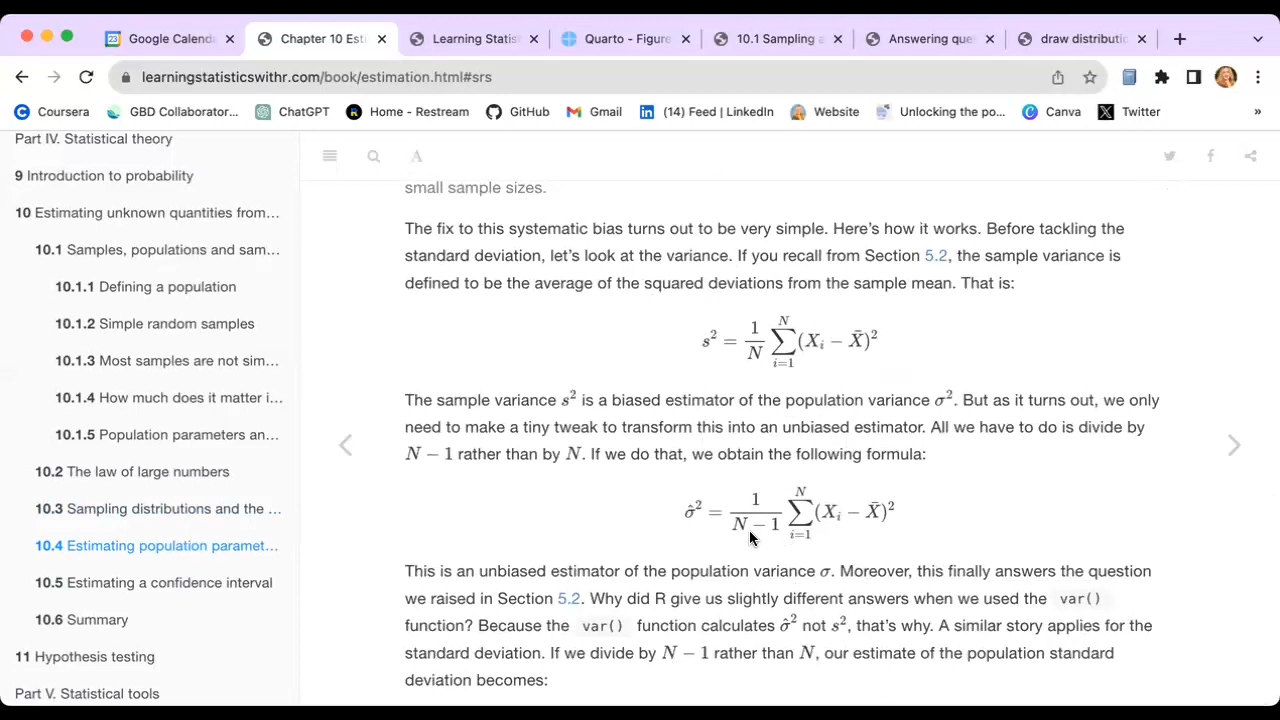 Google Calenda
Chapter 10 Esti
Learning Statis
Quarto - Figure
10.1 Sampling a
Answering que
draw distributio
learningstatisticswithr.com/book/estimation.html#srs
Coursera
GBD Collaborator...
ChatGPT
Home - Restream
GitHub
Gmail
(14) Feed | LinkedIn
Website
Unlocking the po...
Canva
Twitter
»
Part IV. Statistical theory
9 Introduction to probability
10 Estimating unknown quantities from...
10.1 Samples, populations and sam...
10.1.1 Defining a population
10.1.2 Simple random samples
10.1.3 Most samples are not sim...
10.1.4 How much does it matter i...
10.1.5 Population parameters an...
10.2 The law of large numbers
10.3 Sampling distributions and the ...
10.4 Estimating population paramet...
10.5 Estimating a confidence interval
10.6 Summary
11 Hypothesis testing
Part V. Statistical tools
A
small sample sizes.
The fix to this systematic bias turns out to be very simple. Here's how it works. Before tackling the
standard deviation, let's look at the variance. If you recall from Section 5.2, the sample variance is
defined to be the average of the squared deviations from the sample mean. That is:
s² = 1/N ∑_{i=1}^{N} (X_i − X̄)²
The sample variance s² is a biased estimator of the population variance σ². But as it turns out, we only
need to make a tiny tweak to transform this into an unbiased estimator. All we have to do is divide by
N − 1 rather than by N. If we do that, we obtain the following formula:
σ̂² = 1/(N − 1) ∑_{i=1}^{N} (X_i − X̄)²
This is an unbiased estimator of the population variance σ. Moreover, this finally answers the question
we raised in Section 5.2. Why did R give us slightly different answers when we used the var()
function? Because the var() function calculates σ̂² not s², that's why. A similar story applies for the
standard deviation. If we divide by N − 1 rather than N, our estimate of the population standard
deviation becomes: